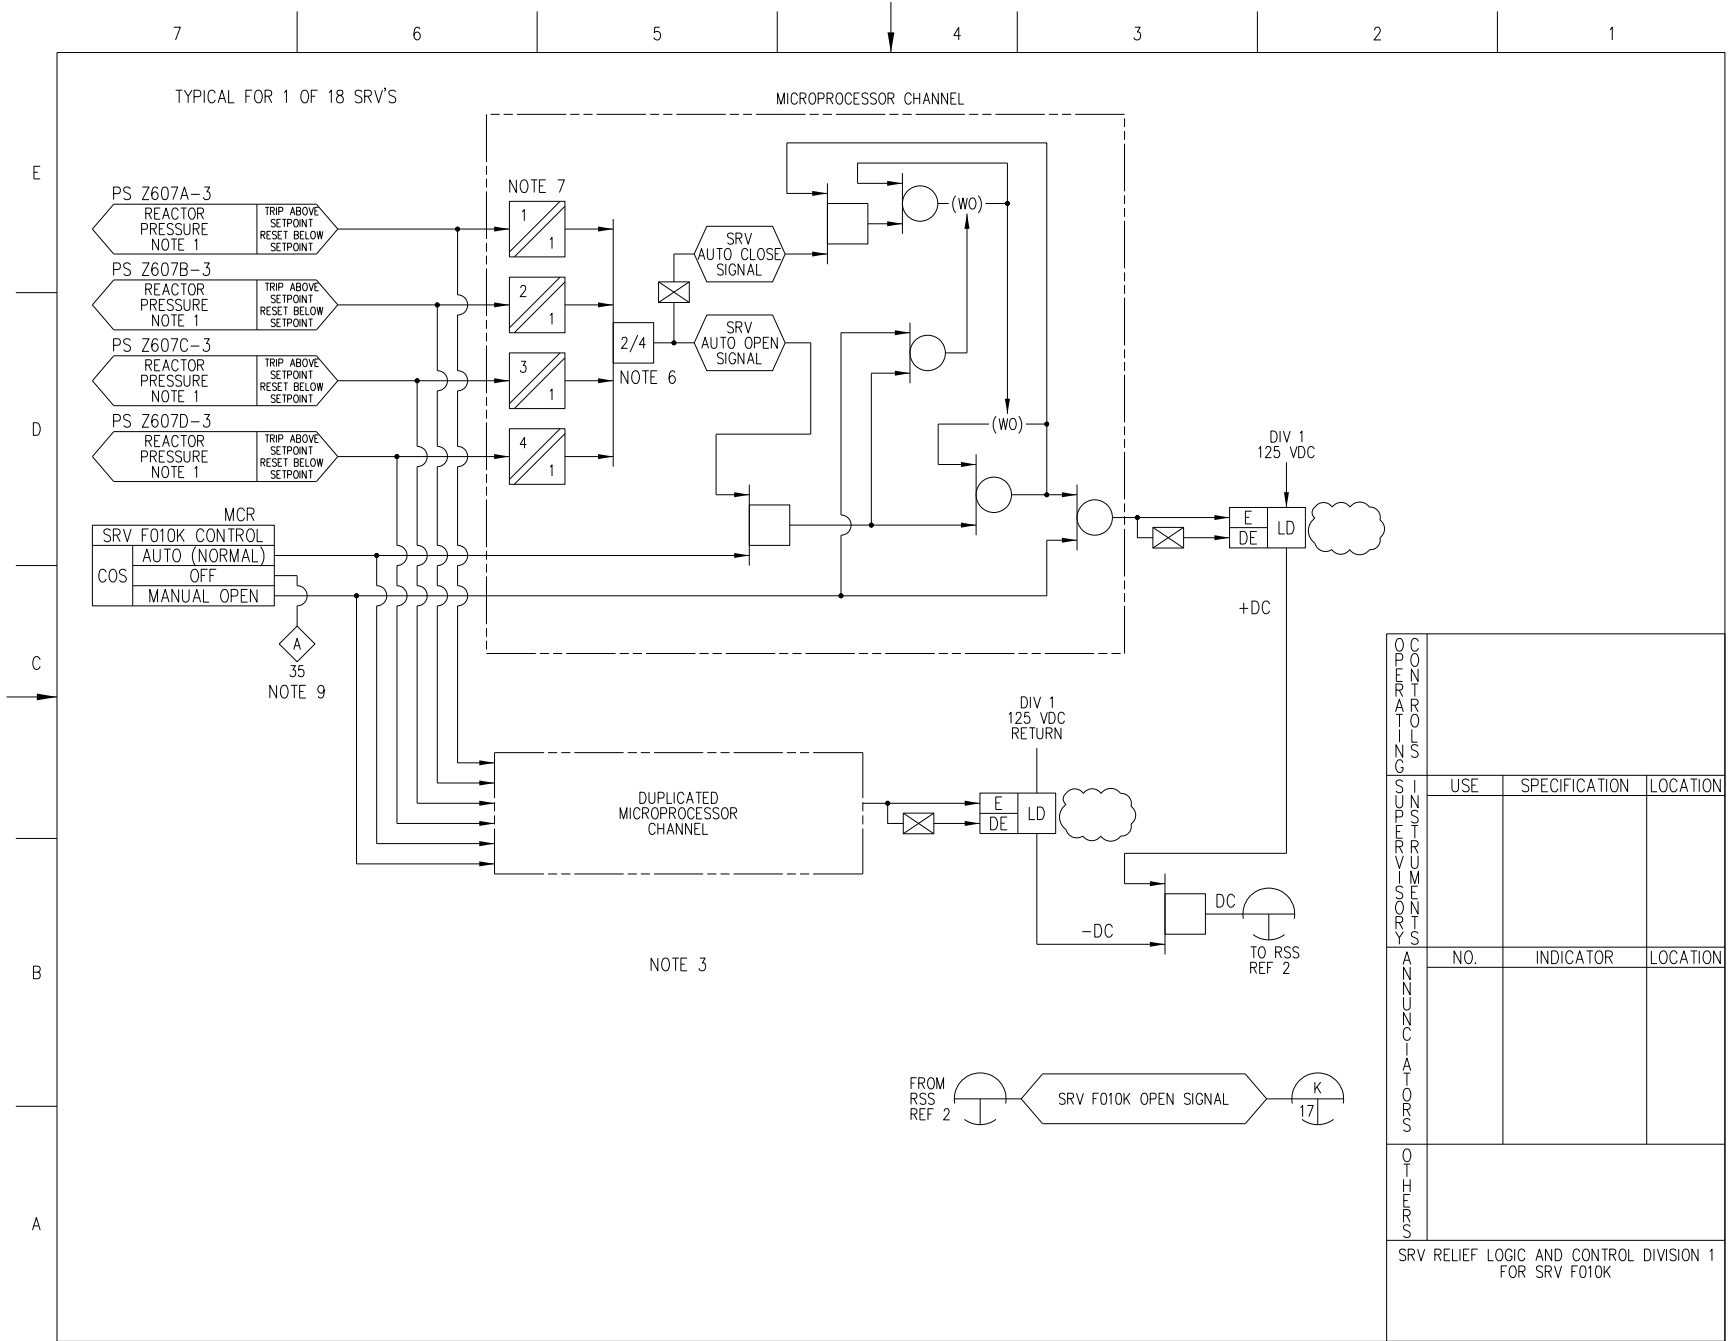 7 6 5 4 3 2 1
TYPICAL FOR 1 OF 18 SRV'S
MICROPROCESSOR CHANNEL
E
D
C
B
A
PS Z607A-3
REACTOR
PRESSURE
NOTE 1
TRIP ABOVE
SETPOINT
RESET BELOW
SETPOINT
PS Z607B-3
REACTOR
PRESSURE
NOTE 1
TRIP ABOVE
SETPOINT
RESET BELOW
SETPOINT
PS Z607C-3
REACTOR
PRESSURE
NOTE 1
TRIP ABOVE
SETPOINT
RESET BELOW
SETPOINT
PS Z607D-3
REACTOR
PRESSURE
NOTE 1
TRIP ABOVE
SETPOINT
RESET BELOW
SETPOINT
MCR
SRV F010K CONTROL
COS
AUTO (NORMAL)
OFF
MANUAL OPEN
A
35
NOTE 9
NOTE 7
1
1
2
1
3
1
4
1
2/4
NOTE 6
SRV
AUTO CLOSE
SIGNAL
SRV
AUTO OPEN
SIGNAL
(WO)
(WO)
DIV 1
125 VDC
E
DE
LD
+DC
DIV 1
125 VDC
RETURN
DUPLICATED
MICROPROCESSOR
CHANNEL
E
DE
LD
-DC
DC
TO RSS
REF 2
NOTE 3
FROM
RSS
REF 2
SRV F010K OPEN SIGNAL
K
17
OPERATING
CONTROLS
SUPERVISORY
INSTRUMENTS
USE SPECIFICATION LOCATION
ANNUNCIATORS
NO. INDICATOR LOCATION
OTHERS
SRV RELIEF LOGIC AND CONTROL DIVISION 1
FOR SRV F010K